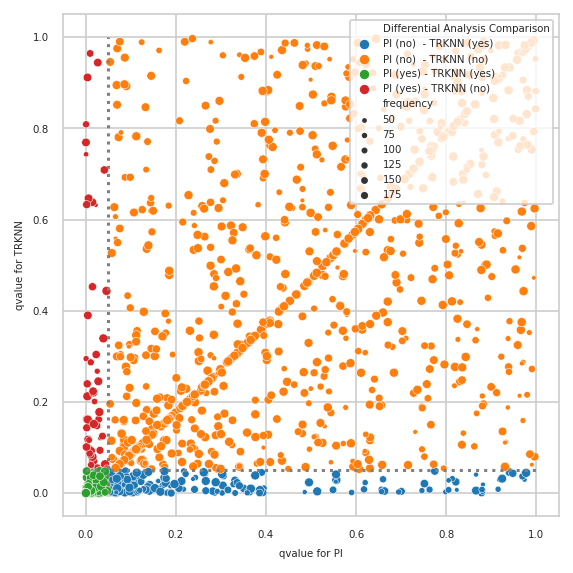 Differential Analysis Comparison
PI (no) - TRKNN (yes)
PI (no) - TRKNN (no)
PI (yes) - TRKNN (yes)
PI (yes) - TRKNN (no)
frequency
50
75
100
125
150
175
1.0
0.8
0.6
0.4
0.2
0.0
qvalue for TRKNN
0.0 0.2 0.4 0.6 0.8 1.0
qvalue for PI